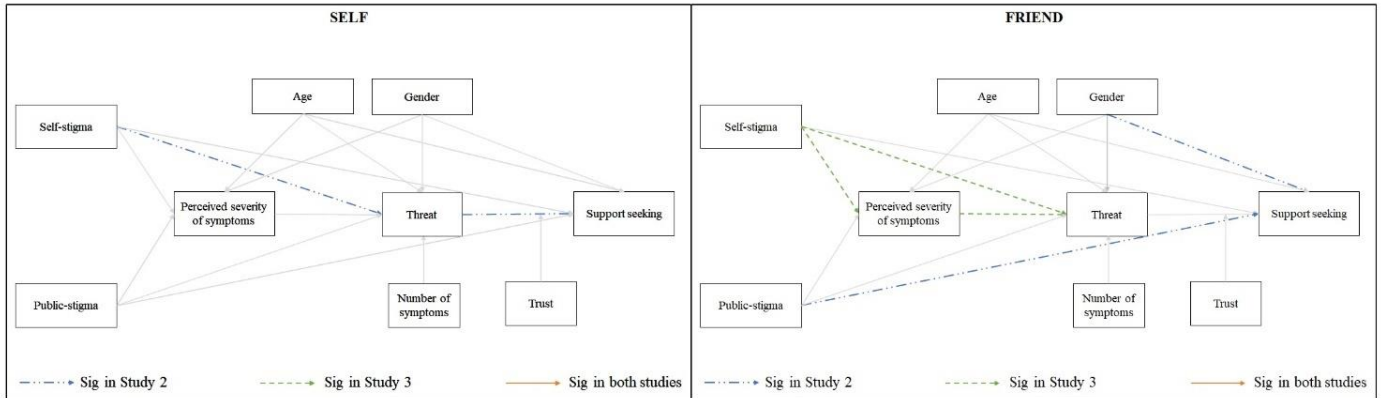 SELF
Age
Gender
Self-stigma
Perceived severity
of symptoms
Threat
Support seeking
Public-stigma
Number of
symptoms
Trust
Sig in Study 2
Sig in Study 3
Sig in both studies
FRIEND
Age
Gender
Self-stigma
Perceived severity
of symptoms
Threat
Support seeking
Public-stigma
Number of
symptoms
Trust
Sig in Study 2
Sig in Study 3
Sig in both studies